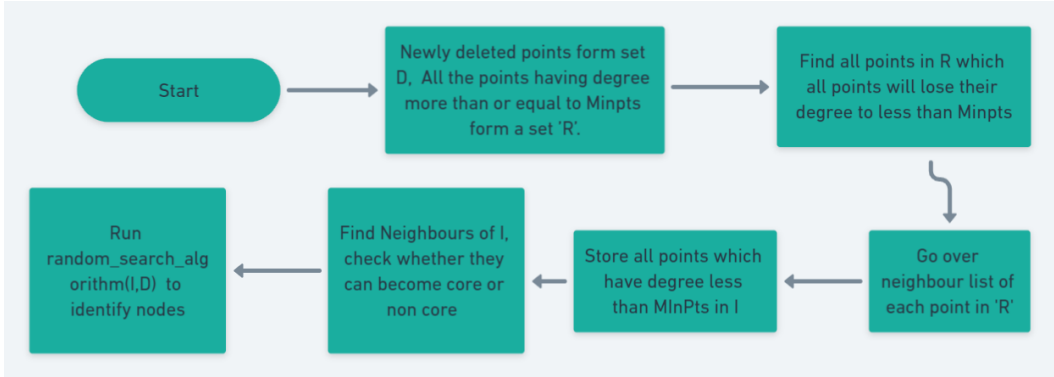 Start
Newly deleted points form set
D,  All the points having degree
more than or equal to Minpts
form a set 'R'.
Find all points in R which
all points will lose their
degree to less than Minpts
Go over
neighbour list of
each point in 'R'
Store all points which
have degree less
than MInPts in I
Find Neighbours of I,
check whether they
can become core or
non core
Run
random_search_alg
orithm(I,D)  to
identify nodes